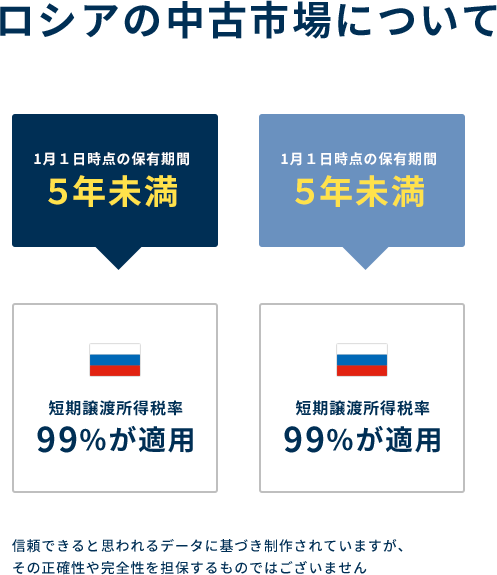 ロシアの中古市場について
1月１日時点の保有期間
５年未満
1月１日時点の保有期間
５年未満
短期譲渡所得税率
99%が適用
短期譲渡所得税率
99%が適用
信頼できると思われるデータに基づき制作されていますが、
その正確性や完全性を担保するものではございません